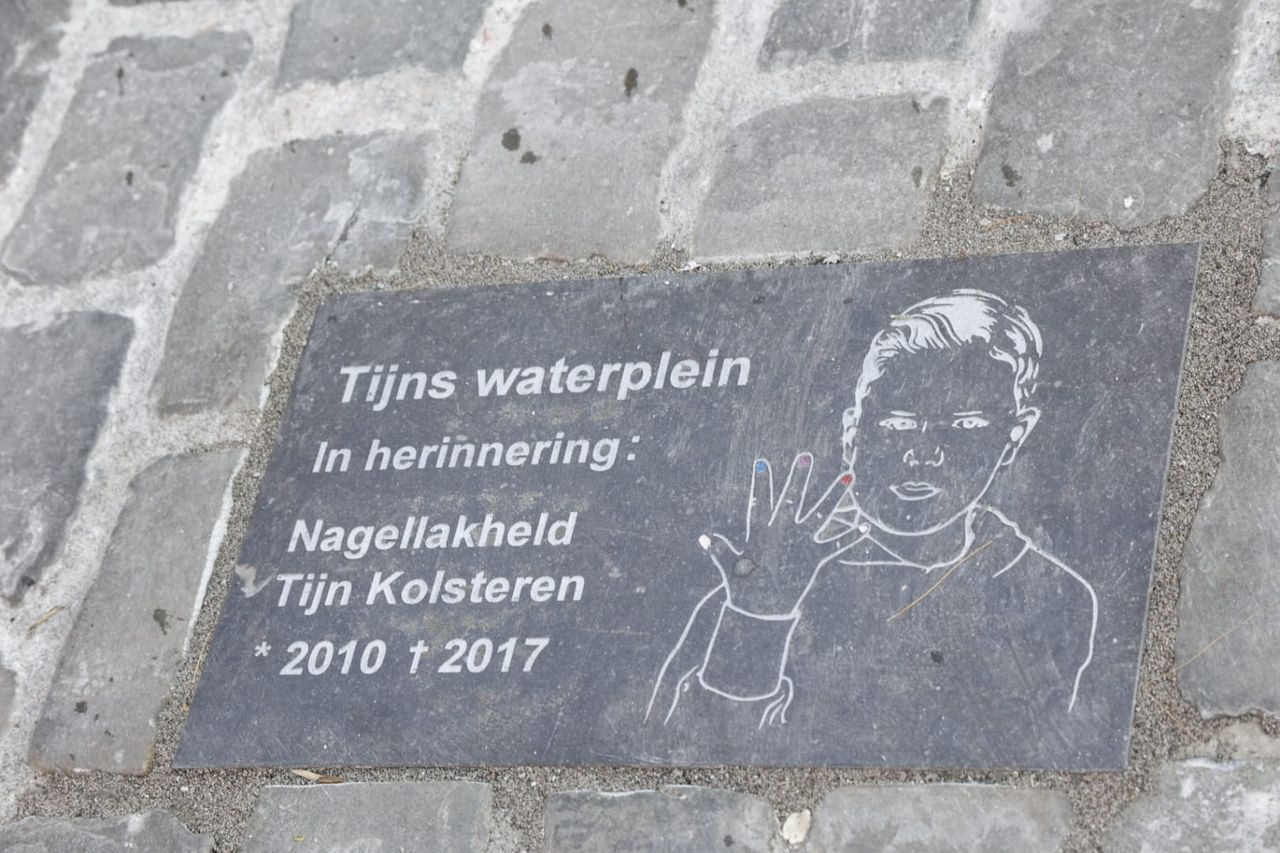 Tijns waterplein
In herinnering:
Nagellakheld
Tijn Kolsteren
* 2010 † 2017